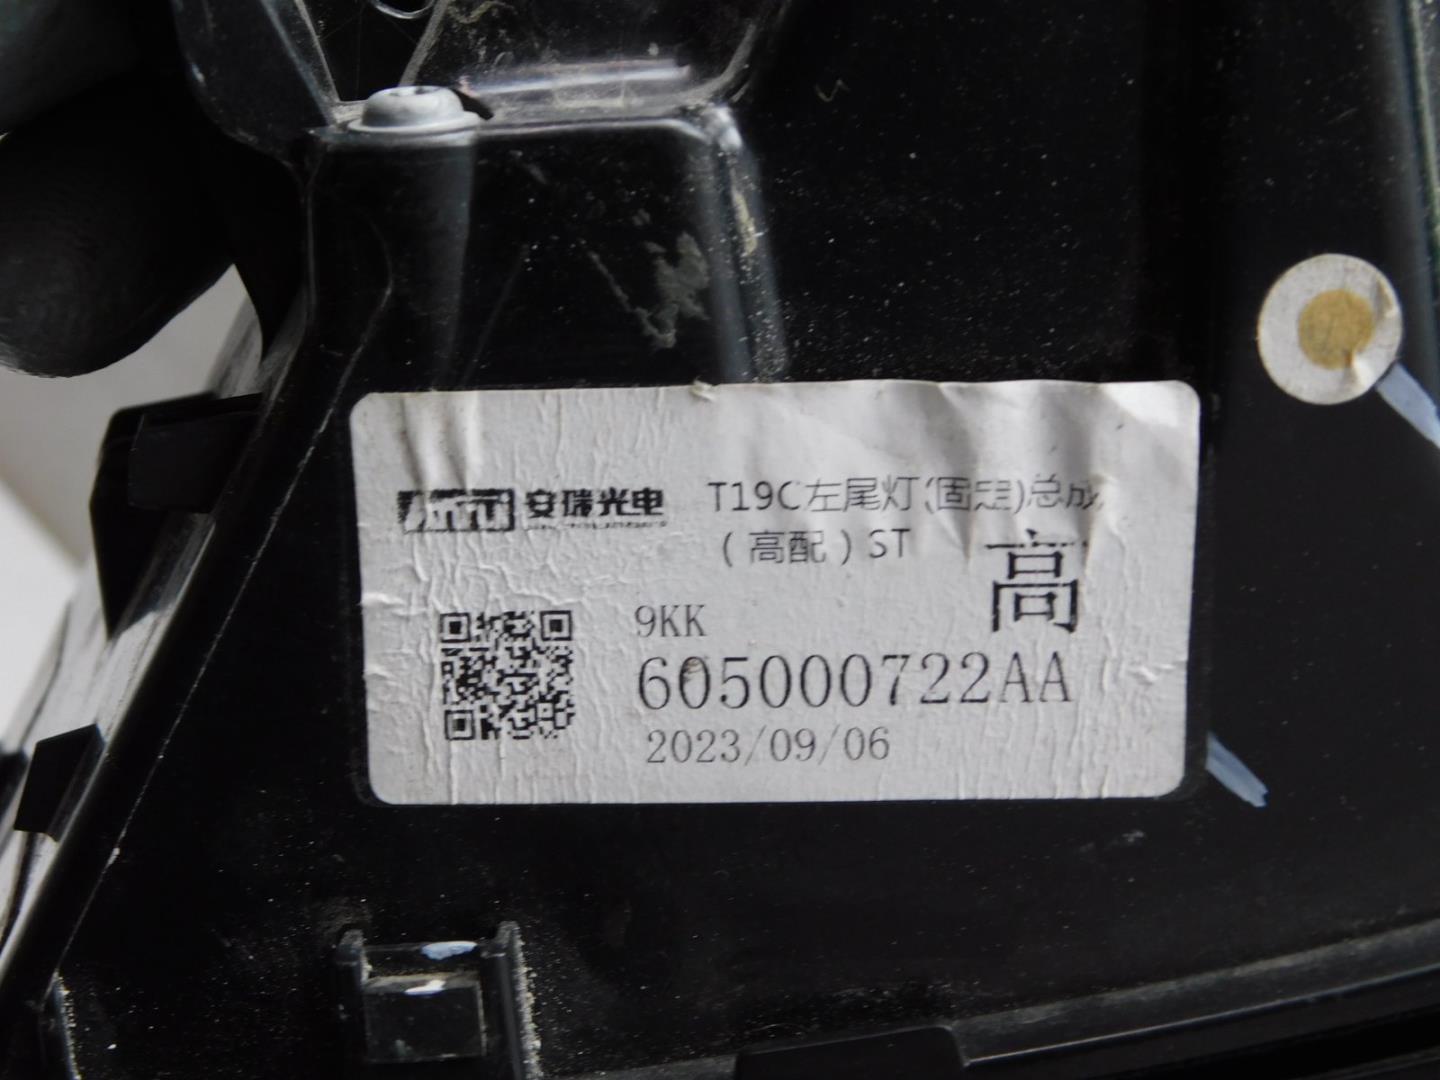 安瑞光电
T19C左尾灯(固定)总成
(高配)ST
高
9KK
605000722AA
2023/09/06